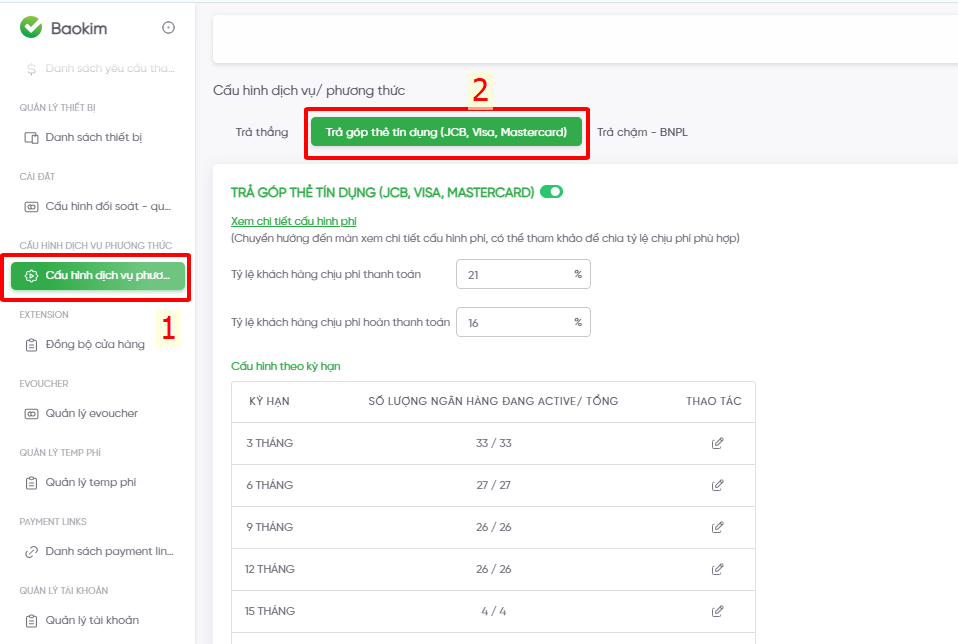 Baokim
Danh sách yêu cầu tha...
QUẢN LÝ THIẾT BỊ
Danh sách thiết bị
CÀI ĐẶT
Cấu hình đối soát - qu...
CẤU HÌNH DỊCH VỤ PHƯƠNG THỨC
Cấu hình dịch vụ phươ...
1
EXTENSION
Đồng bộ cửa hàng
EVOUCHER
Quản lý evoucher
QUẢN LÝ TEMP PHÍ
Quản lý temp phí
PAYMENT LINKS
Danh sách payment lin...
QUẢN LÝ TÀI KHOẢN
Quản lý tài khoản
Cấu hình dịch vụ/ phương thức
2
Trả thẳng Trả góp thẻ tín dụng (JCB, Visa, Mastercard) Trả chậm - BNPL
TRẢ GÓP THẺ TÍN DỤNG (JCB, VISA, MASTERCARD)
Xem chi tiết cấu hình phí
(Chuyển hướng đến màn xem chi tiết cấu hình phí, có thể tham khảo để chia tỷ lệ chịu phí phù hợp)
Tỷ lệ khách hàng chịu phí thanh toán 21 %
Tỷ lệ khách hàng chịu phí hoàn thanh toán 16 %
Cấu hình theo kỳ hạn
KỲ HẠN SỐ LƯỢNG NGÂN HÀNG ĐANG ACTIVE/ TỔNG THAO TÁC
3 THÁNG 33 / 33
6 THÁNG 27 / 27
9 THÁNG 26 / 26
12 THÁNG 26 / 26
15 THÁNG 4 / 4